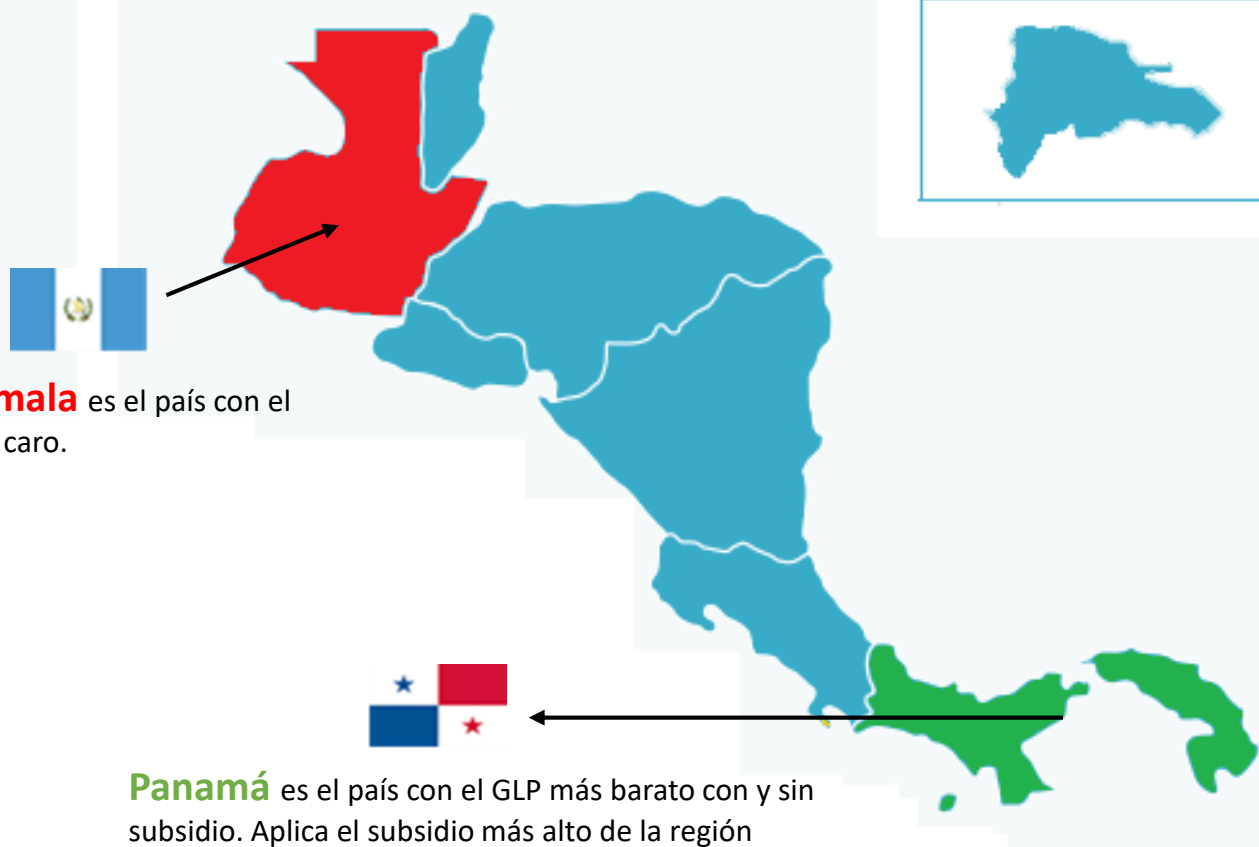 mala es el país con el
caro.
Panamá es el país con el GLP más barato con y sin
subsidio. Aplica el subsidio más alto de la región